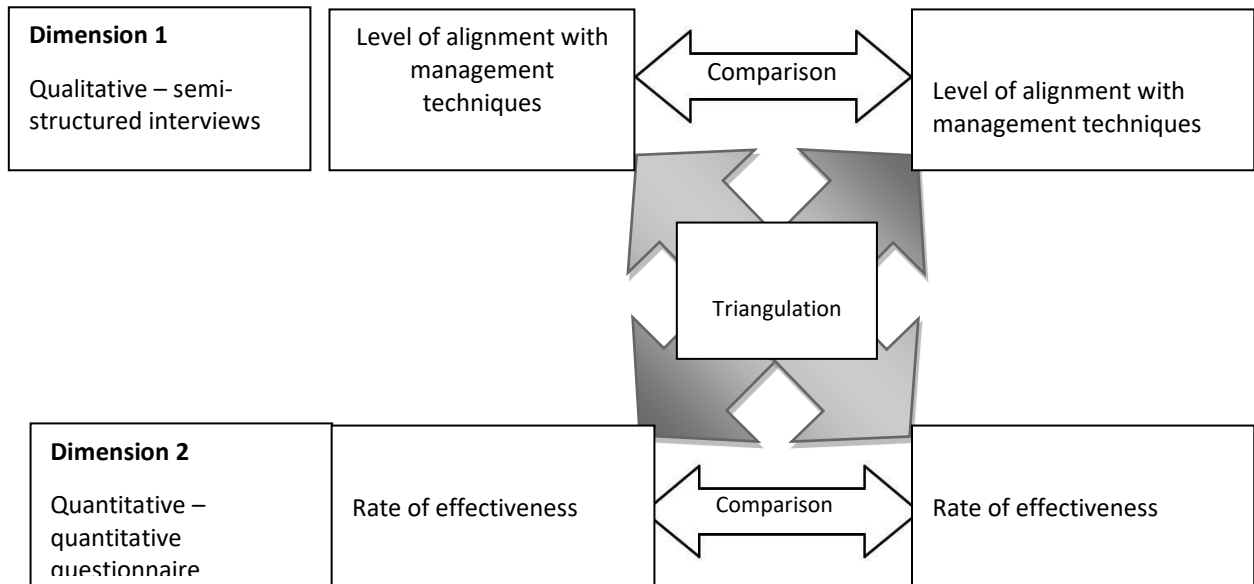 Dimension 1
Qualitative – semi-
structured interviews
Level of alignment with
management
techniques
Comparison
Level of alignment with
management techniques
Triangulation
Dimension 2
Quantitative –
quantitative
questionnaire
Rate of effectiveness
Comparison
Rate of effectiveness